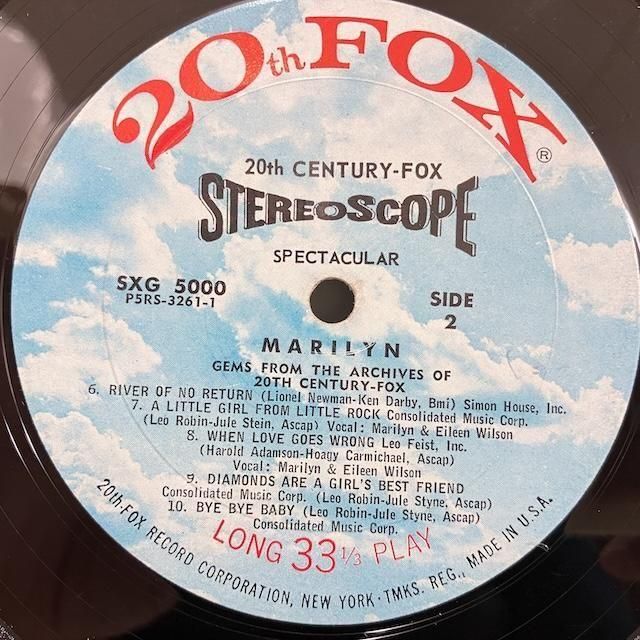 20th FOX ®
20th CENTURY-FOX
STEREOSCOPE
SPECTACULAR
SXG 5000
P5RS-3261-1
SIDE
2
MARILYN
GEMS FROM THE ARCHIVES OF
20TH CENTURY-FOX
6. RIVER OF NO RETURN (Lionel Newman-Ken Darby, Bmi) Simon House, Inc.
7. A LITTLE GIRL FROM LITTLE ROCK Consolidated Music Corp.
(Leo Robin-Jule Stein, Ascap) Vocal: Marilyn & Eileen Wilson
8. WHEN LOVE GOES WRONG Leo Feist, Inc.
(Harold Adamson-Hoagy Carmichael, Ascap)
Vocal: Marilyn & Eileen Wilson
9. DIAMONDS ARE A GIRL'S BEST FRIEND
Consolidated Music Corp. (Leo Robin-Jule Styne, Ascap)
10. BYE BYE BABY (Leo Robin-Jule Styne, Ascap)
Consolidated Music Corp.
LONG 33 1/3 PLAY
20th-FOX RECORD CORPORATION, NEW YORK · TMKS. REG., MADE IN U.S.A.